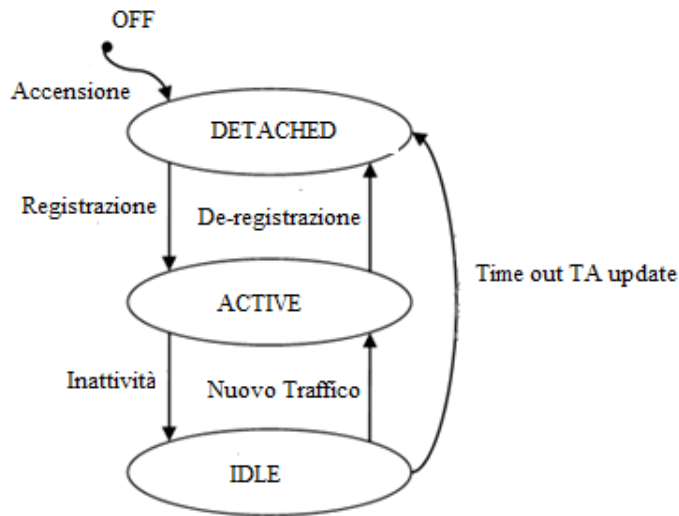 OFF
Accensione
DETACHED
Registrazione
De-registrazione
Time out TA update
ACTIVE
Inattività
Nuovo Traffico
IDLE